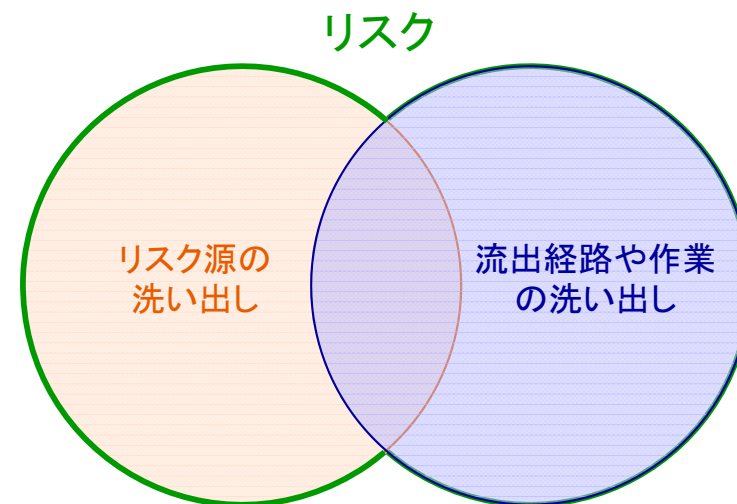 リスク
リスク源の
洗い出し
流出経路や作業
の洗い出し